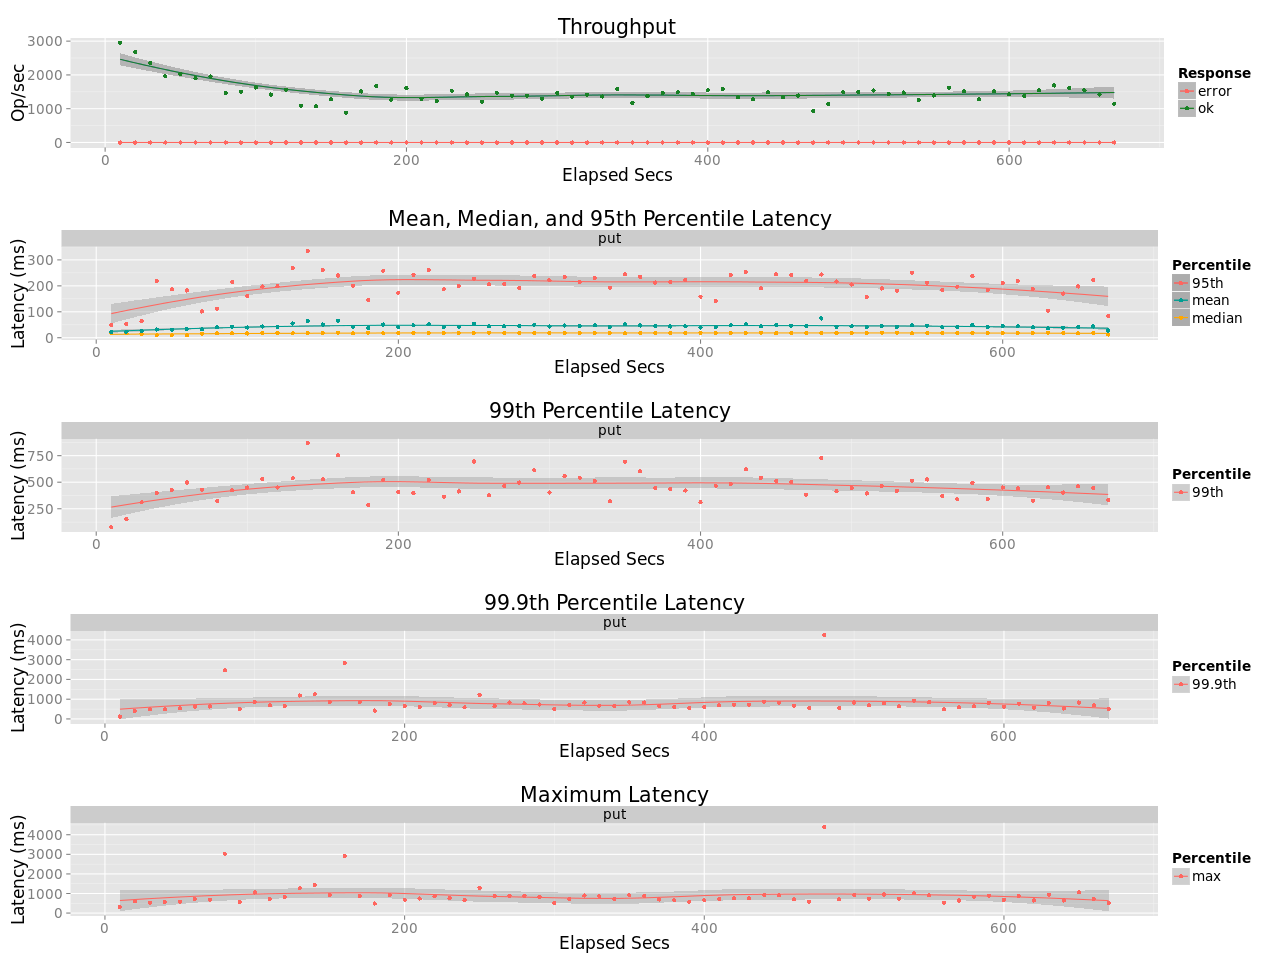 Throughput
Op/sec
3000
2000
1000
0
0 200 400 600
Elapsed Secs
Response
error
ok
Mean, Median, and 95th Percentile Latency
put
Latency (ms)
300
200
100
0
0 200 400 600
Elapsed Secs
Percentile
95th
mean
median
99th Percentile Latency
put
Latency (ms)
750
500
250
0 200 400 600
Elapsed Secs
Percentile
99th
99.9th Percentile Latency
put
Latency (ms)
4000
3000
2000
1000
0
0 200 400 600
Elapsed Secs
Percentile
99.9th
Maximum Latency
put
Latency (ms)
4000
3000
2000
1000
0
0 200 400 600
Elapsed Secs
Percentile
max